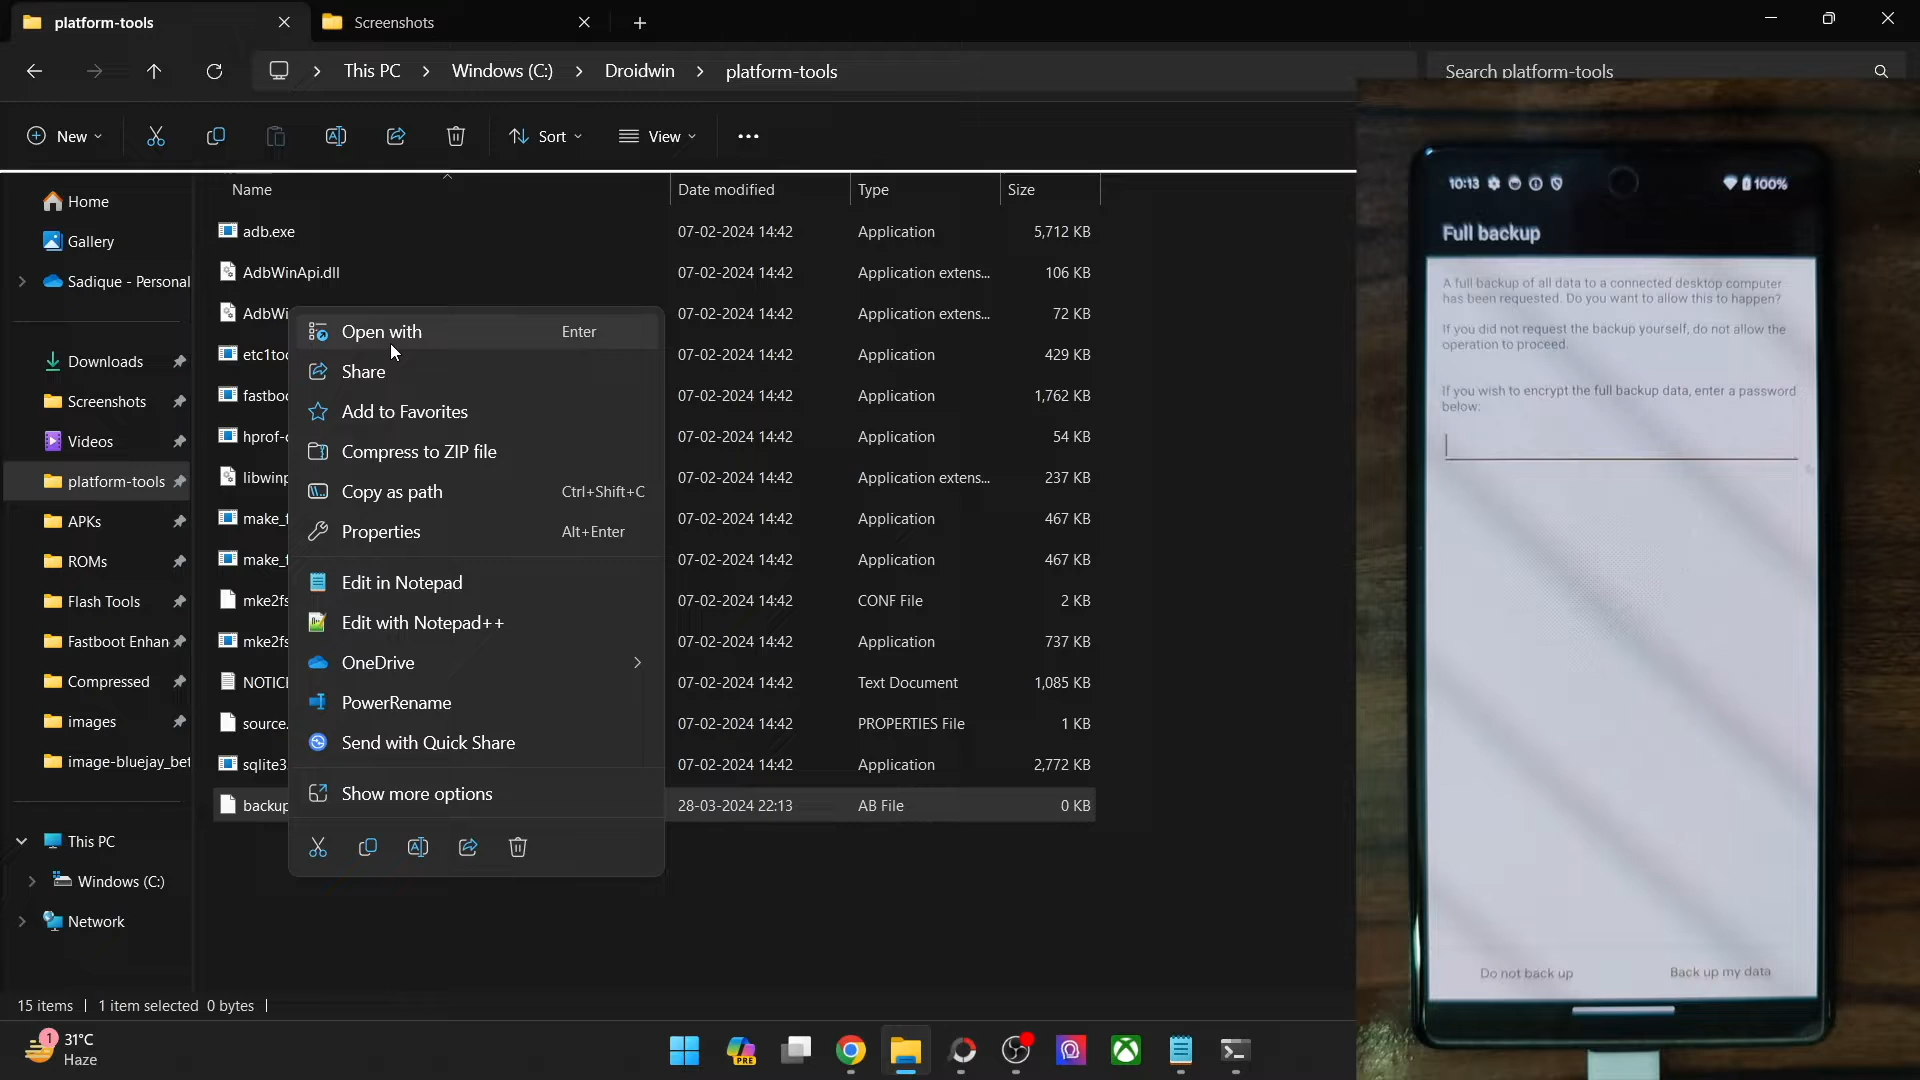 platform-tools
Screenshots
This PC
Windows (C:)
Droidwin
platform-tools
Search platform-tools
New
Sort
View
Name
Date modified
Type
Size
Home
Gallery
Sadique - Personal
Downloads
Screenshots
Videos
platform-tools
APKs
ROMs
Flash Tools
Fastboot Enhan
Compressed
images
image-bluejay_bet
This PC
Windows (C:)
Network
adb.exe 07-02-2024 14:42 Application 5,712 KB
AdbWinApi.dll 07-02-2024 14:42 Application extens... 106 KB
AdbWi 07-02-2024 14:42 Application extens... 72 KB
etc1too 07-02-2024 14:42 Application 429 KB
fastboo 07-02-2024 14:42 Application 1,762 KB
hprof-c 07-02-2024 14:42 Application 54 KB
libwinp 07-02-2024 14:42 Application extens... 237 KB
make_f 07-02-2024 14:42 Application 467 KB
make_f 07-02-2024 14:42 Application 467 KB
mke2fs 07-02-2024 14:42 CONF File 2 KB
mke2fs 07-02-2024 14:42 Application 737 KB
NOTICE 07-02-2024 14:42 Text Document 1,085 KB
source. 07-02-2024 14:42 PROPERTIES File 1 KB
sqlite3. 07-02-2024 14:42 Application 2,772 KB
backup 28-03-2024 22:13 AB File 0 KB
Open with Enter
Share
Add to Favorites
Compress to ZIP file
Copy as path Ctrl+Shift+C
Properties Alt+Enter
Edit in Notepad
Edit with Notepad++
OneDrive
PowerRename
Send with Quick Share
Show more options
15 items
1 item selected 0 bytes
1
31°C
Haze
PRE
10:13
100%
Full backup
A full backup of all data to a connected desktop computer
has been requested. Do you want to allow this to happen?
If you did not request the backup yourself, do not allow the
operation to proceed.
If you wish to encrypt the full backup data, enter a password
below:
Do not back up
Back up my data